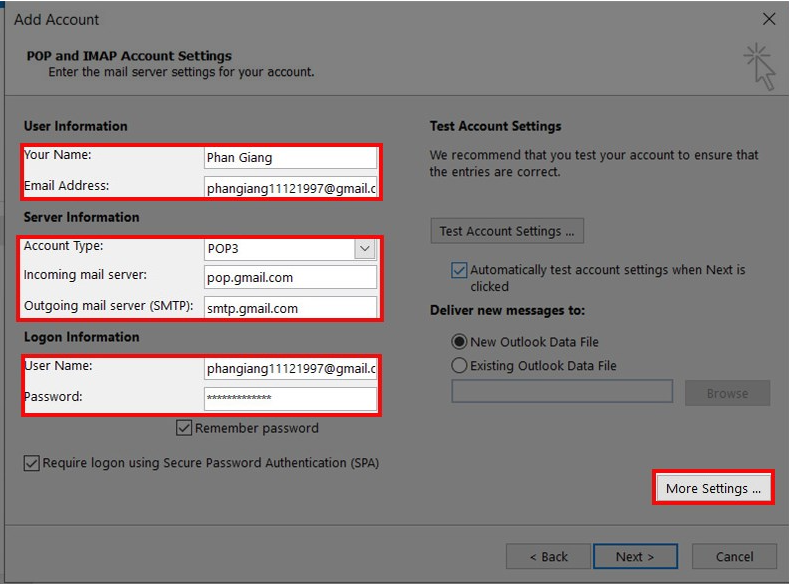 Add Account
POP and IMAP Account Settings
Enter the mail server settings for your account.
User Information
Your Name:
Phan Giang
Email Address:
phangiang11121997@gmail.c
Server Information
Account Type:
POP3
Incoming mail server:
pop.gmail.com
Outgoing mail server (SMTP):
smtp.gmail.com
Logon Information
User Name:
phangiang11121997@gmail.c
Password:
*************
Remember password
Require logon using Secure Password Authentication (SPA)
Test Account Settings
We recommend that you test your account to ensure that
the entries are correct.
Test Account Settings ...
Automatically test account settings when Next is
clicked
Deliver new messages to:
New Outlook Data File
Existing Outlook Data File
Browse
More Settings ...
< Back
Next >
Cancel